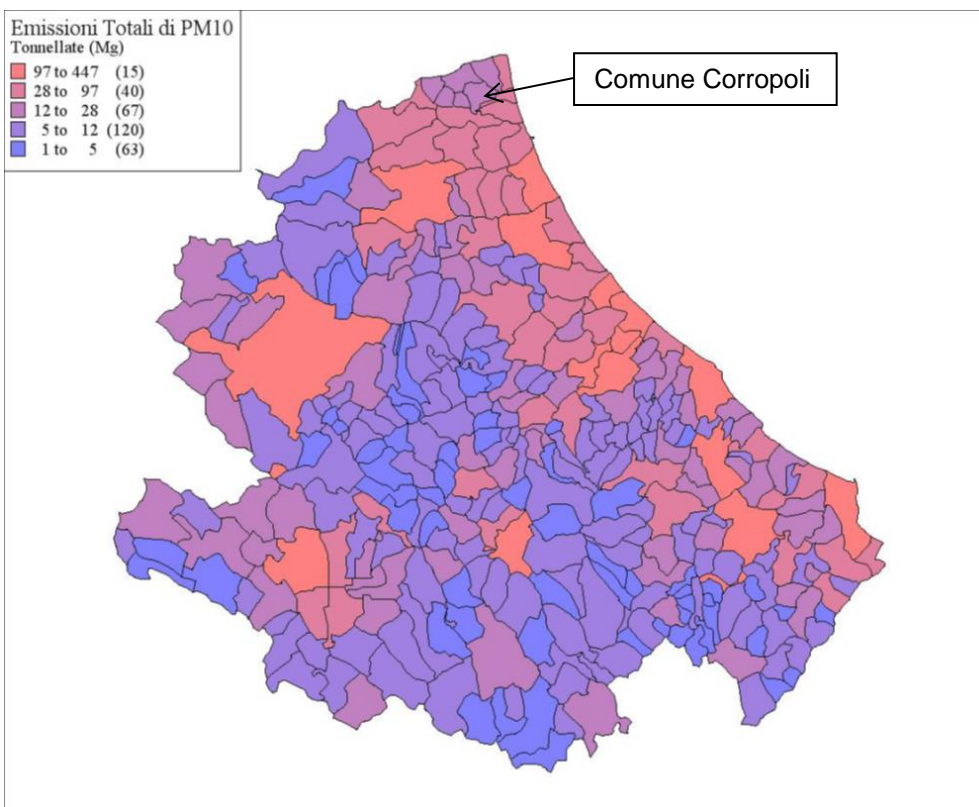 Emissioni Totali di PM10
Tonnellate (Mg)
97 to 447 (15)
28 to 97 (40)
12 to 28 (67)
5 to 12 (120)
1 to 5 (63)
Comune Corropoli